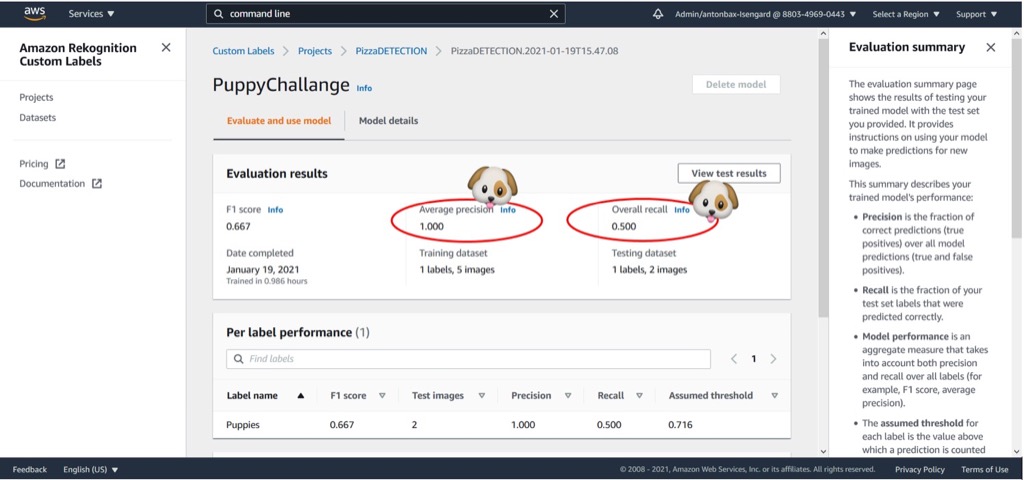 aws
Services
command line
Admin/antonbax-Isengard @ 8803-4969-0443
Select a Region
Support
Amazon Rekognition
Custom Labels
Projects
Datasets
Pricing
Documentation
Custom Labels > Projects > PizzaDETECTION > PizzaDETECTION.2021-01-19T15.47.08
PuppyChallange Info
Delete model
Evaluate and use model
Model details
Evaluation results
View test results
F1 score Info
0.667
Average precision Info
1.000
Overall recall Info
0.500
Date completed
January 19, 2021
Trained in 0.986 hours
Training dataset
1 labels, 5 images
Testing dataset
1 labels, 2 images
Per label performance (1)
Find labels
1
Label name F1 score Test images Precision Recall Assumed threshold
Puppies 0.667 2 1.000 0.500 0.716
Evaluation summary
The evaluation summary page
shows the results of testing your
trained model with the test set
you provided. It provides
instructions on using your model
to make predictions for new
images.
This summary describes your
trained model's performance:
• Precision is the fraction of
correct predictions (true
positives) over all model
predictions (true and false
positives).
• Recall is the fraction of your
test set labels that were
predicted correctly.
• Model performance is an
aggregate measure that takes
into account both precision
and recall over all labels (for
example, F1 score, average
precision).
• The assumed threshold for
each label is the value above
which a prediction is counted
Feedback
English (US)
© 2008 - 2021, Amazon Web Services, Inc. or its affiliates. All rights reserved.
Privacy Policy
Terms of Use